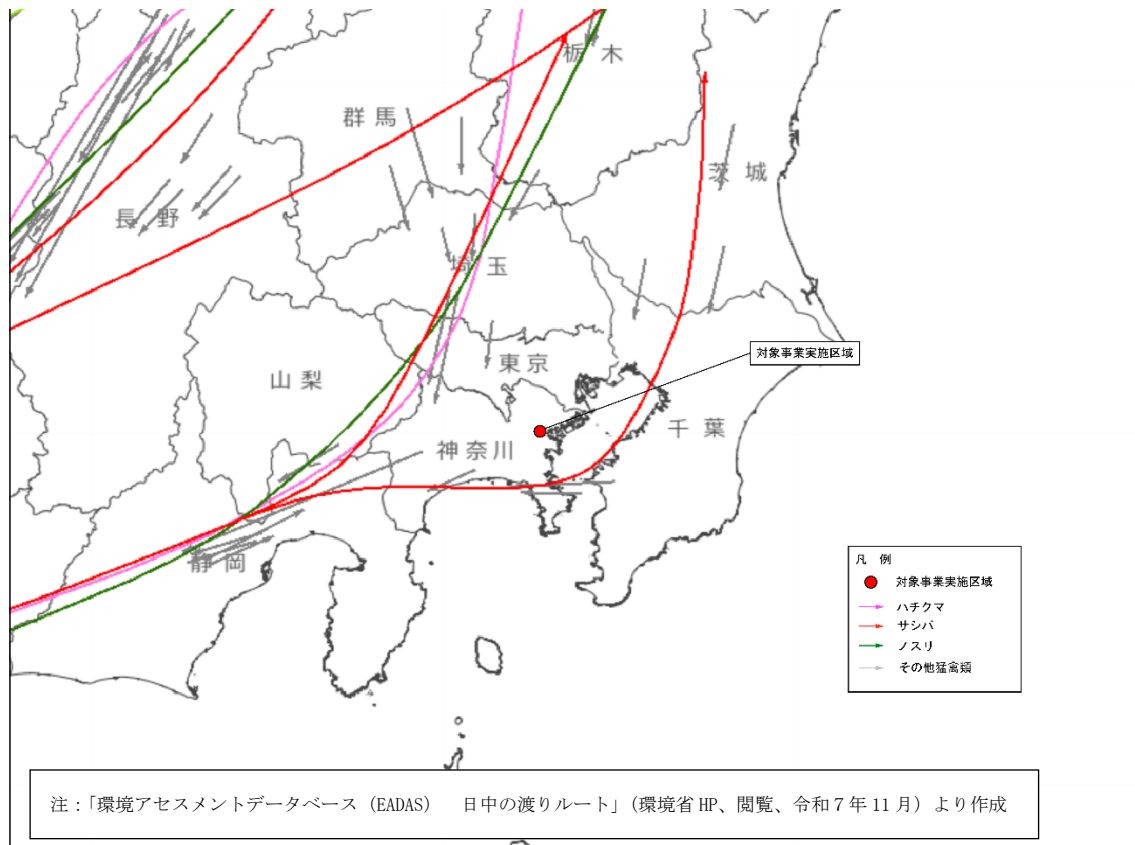 栃木
群馬
茨城
長野
埼玉
対象事業実施区域
東京
山梨
千葉
神奈川
静岡
凡 例
対象事業実施区域
ハチクマ
サシバ
ノスリ
その他猛禽類
注：「環境アセスメントデータベース（EADAS） 日中の渡りルート」（環境省 HP、閲覧、令和７年 11 月）より作成